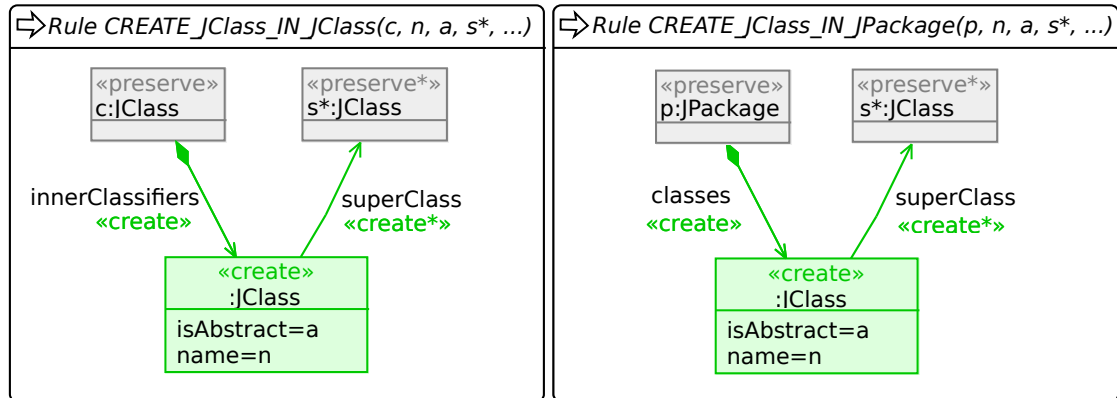 Rule CREATE_JClass_IN_JClass(c, n, a, s*, ...)
«preserve»
c:JClass
«preserve*»
s*:JClass
innerClassifiers
«create»
superClass
«create*»
«create»
:JClass
isAbstract=a
name=n
Rule CREATE_JClass_IN_JPackage(p, n, a, s*, ...)
«preserve»
p:JPackage
«preserve*»
s*:JClass
classes
«create»
superClass
«create*»
«create»
:JClass
isAbstract=a
name=n